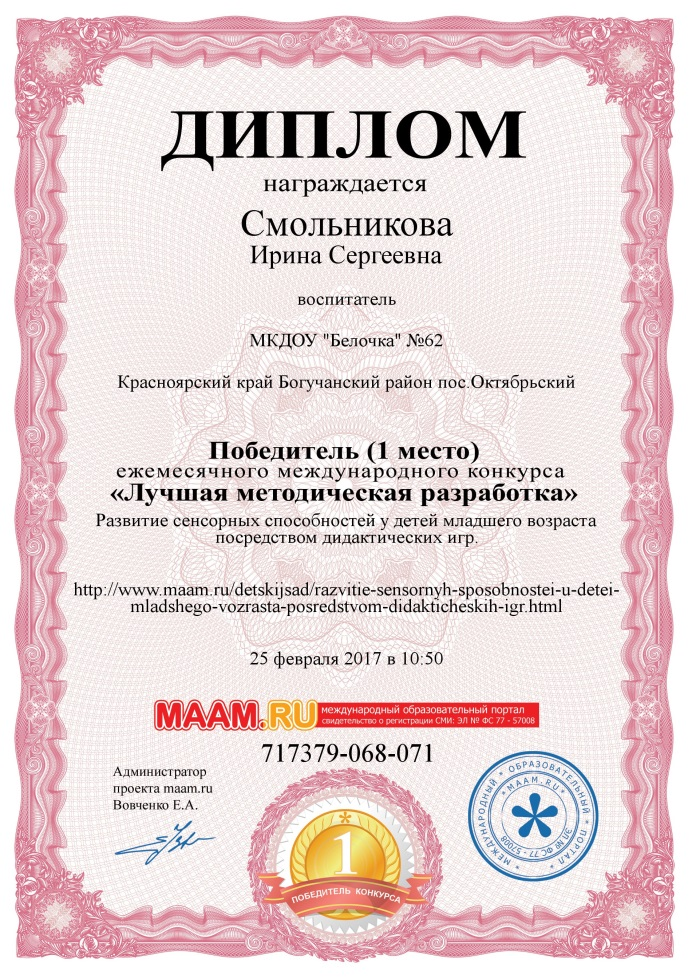 ДИПЛОМ
награждается
Смольникова
Ирина Сергеевна
воспитатель
МКДОУ "Белочка" №62
Красноярский край Богучанский район пос.Октябрьский
Победитель (1 место)
ежемесячного международного конкурса
«Лучшая методическая разработка»
Развитие сенсорных способностей у детей младшего возраста
посредством дидактических игр.
http://www.maam.ru/detskijsad/razvitie-sensornyh-sposobnostei-u-detei-
mladshego-vozrasta-posredstvom-didakticheskih-igr.html
25 февраля 2017 в 10:50
MAAM.RU
международный образовательный портал
свидетельство о регистрации СМИ: ЭЛ № ФС 77 - 57008
717379-068-071
Администратор
проекта maam.ru
Вовченко Е.А.
* МЕЖДУНАРОДНЫЙ * ОБРАЗОВАТЕЛЬНЫЙ * ПОРТАЛ
* MAAM.RU *
ЭЛ № ФС 77 - 57008
1
ПОБЕДИТЕЛЬ КОНКУРСА